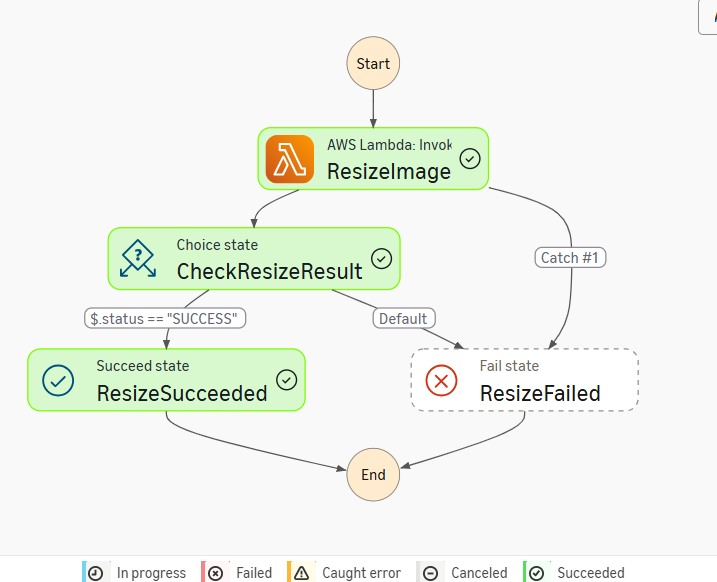 Start
AWS Lambda: Invok
ResizeImage
Catch #1
Choice state
CheckResizeResult
$.status == "SUCCESS"
Default
Succeed state
ResizeSucceeded
Fail state
ResizeFailed
End
In progress
Failed
Caught error
Canceled
Succeeded